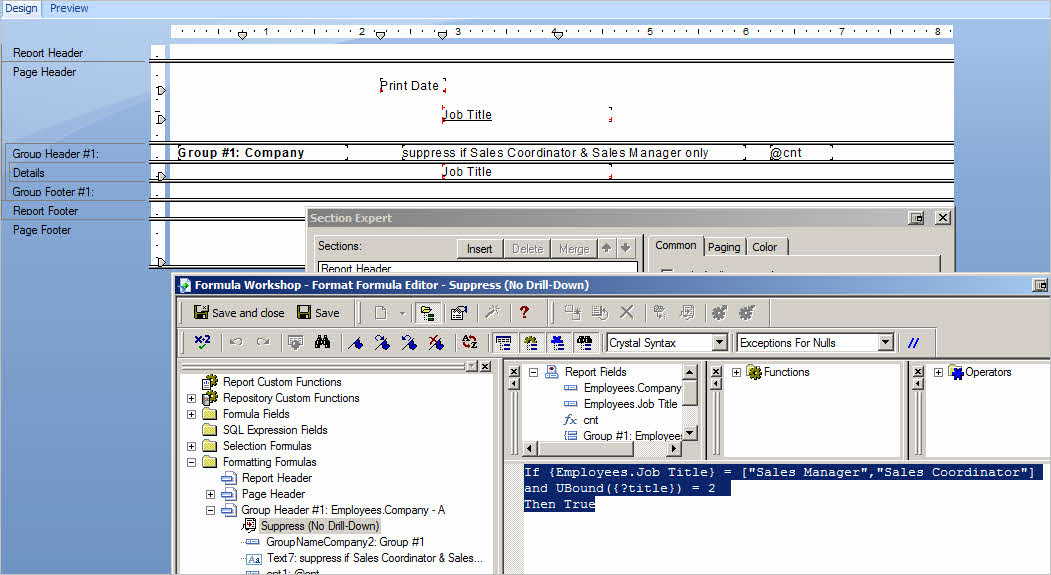 Design Preview
1 2 3 4 5 6 7 8
Report Header
Page Header
Print Date
Job Title
Group Header #1:
Group #1: Company suppress if Sales Coordinator & Sales Manager only @cnt
Details
Job Title
Group Footer #1:
Report Footer
Page Footer
Section Expert
Sections: Insert Delete Merge Common Paging Color
Report Header
Formula Workshop - Format Formula Editor - Suppress (No Drill-Down)
Save and close Save ?
X-2 Crystal Syntax Exceptions For Nulls //
Report Custom Functions
Repository Custom Functions
Formula Fields
SQL Expression Fields
Selection Formulas
Formatting Formulas
Report Header
Page Header
Group Header #1: Employees.Company - A
Suppress (No Drill-Down)
GroupNameCompany2: Group #1
Text7: suppress if Sales Coordinator & Sales...
cnt1: @cnt
Report Fields
Employees.Company
Employees.Job Title
fx cnt
Group #1: Employees
Functions
Operators
If {Employees.Job Title} = ["Sales Manager","Sales Coordinator"]
and UBound({?title}) = 2
Then True